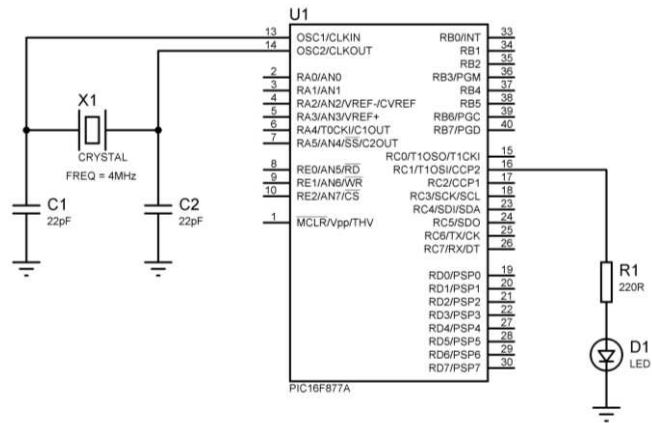 U1
13 OSC1/CLKIN RB0/INT 33
14 OSC2/CLKOUT RB1 34
RB2 35
2 RA0/AN0 RB3/PGM 36
3 RA1/AN1 RB4 37
4 RA2/AN2/VREF-/CVREF RB5 38
5 RA3/AN3/VREF+ RB6/PGC 39
6 RA4/T0CKI/C1OUT RB7/PGD 40
7 RA5/AN4/SS/C2OUT
RC0/T1OSO/T1CKI 15
8 RE0/AN5/RD RC1/T1OSI/CCP2 16
9 RE1/AN6/WR RC2/CCP1 17
10 RE2/AN7/CS RC3/SCK/SCL 18
RC4/SDI/SDA 23
1 MCLR/Vpp/THV RC5/SDO 24
RC6/TX/CK 25
RC7/RX/DT 26
RD0/PSP0 19
RD1/PSP1 20
RD2/PSP2 21
RD3/PSP3 22
RD4/PSP4 27
RD5/PSP5 28
RD6/PSP6 29
RD7/PSP7 30
PIC16F877A
X1
CRYSTAL
FREQ = 4MHz
C1
22pF
C2
22pF
R1
220R
D1
LED